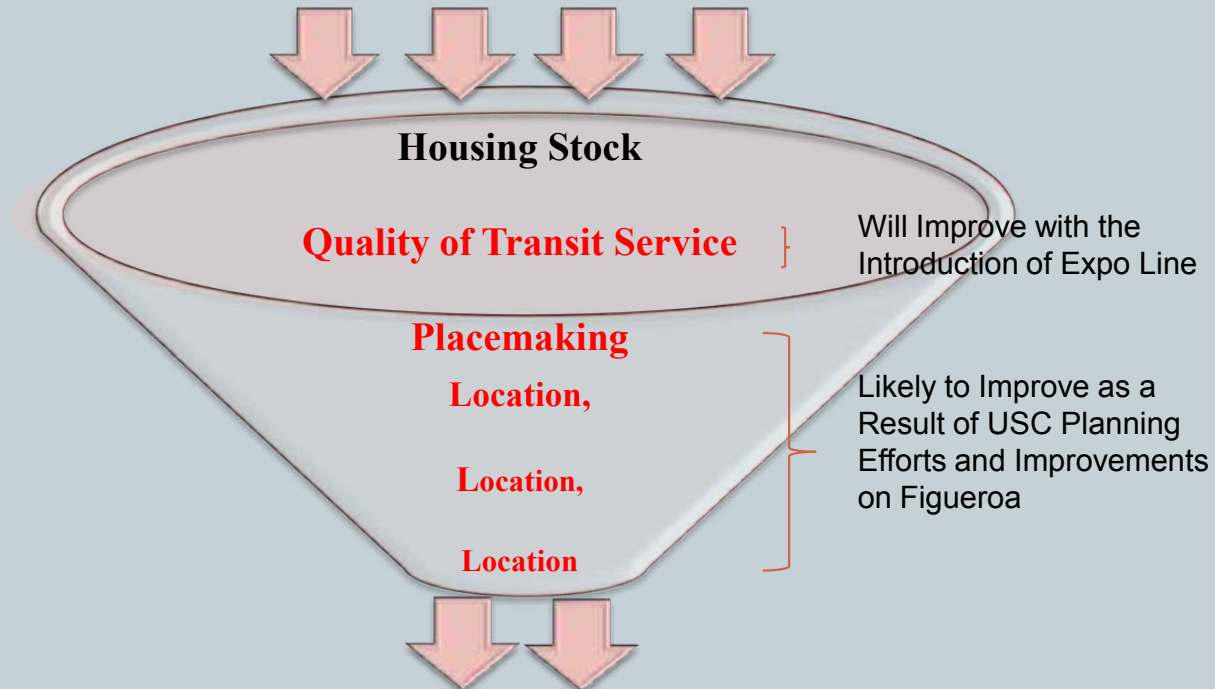 Housing Stock
Quality of Transit Service
Will Improve with the
Introduction of Expo Line
Placemaking
Location,
Location,
Location
Likely to Improve as a
Result of USC Planning
Efforts and Improvements
on Figueroa